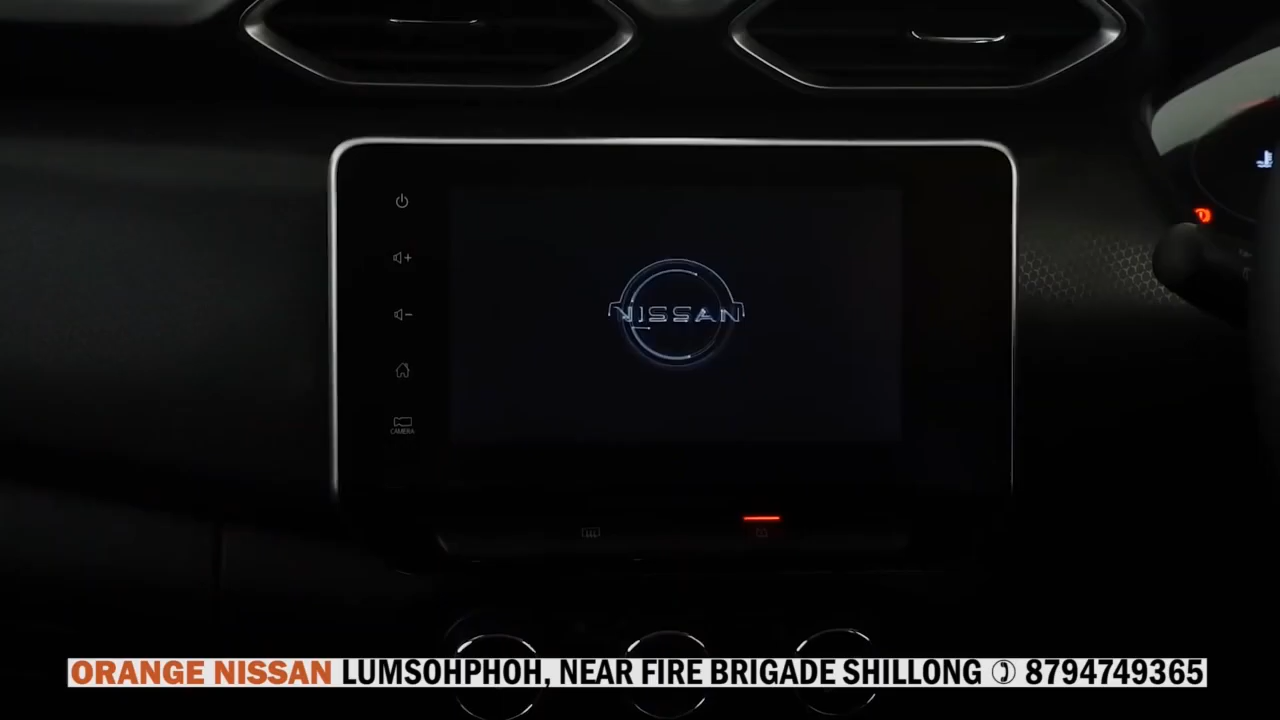 NISSAN
CAMERA
ORANGE NISSAN LUMSOHPHOH, NEAR FIRE BRIGADE SHILLONG ✆ 8794749365